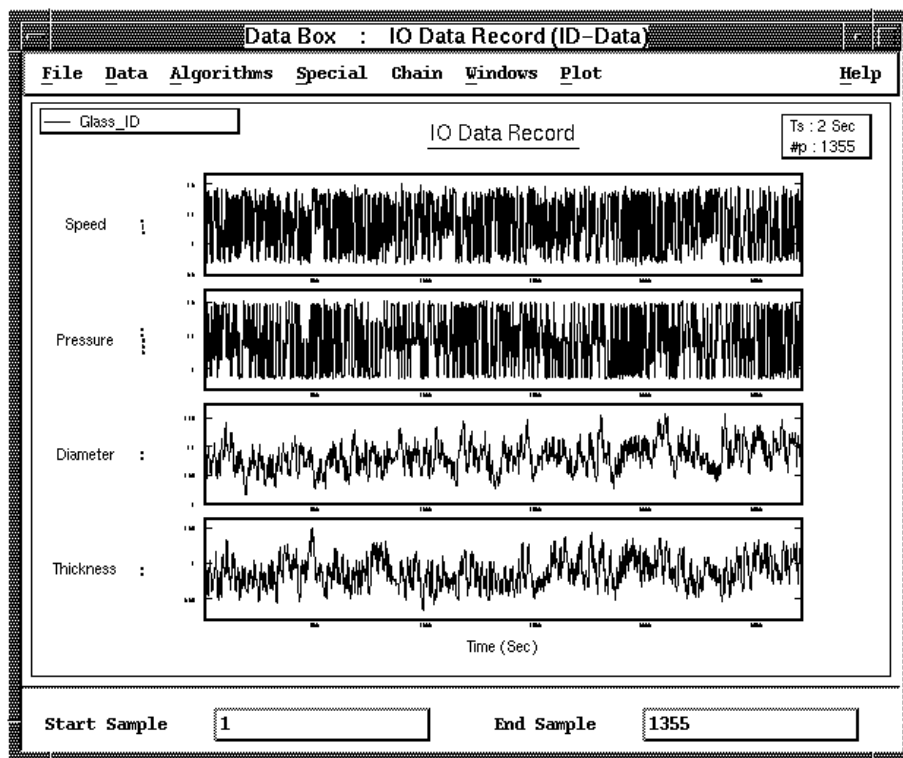 Data Box : IO Data Record (ID-Data)
File Data Algorithms Special Chain Windows Plot Help
Glass_ID
IO Data Record
Ts : 2 Sec
#p : 1355
Speed
Pressure
Diameter
Thickness
Time (Sec)
Start Sample 1 End Sample 1355